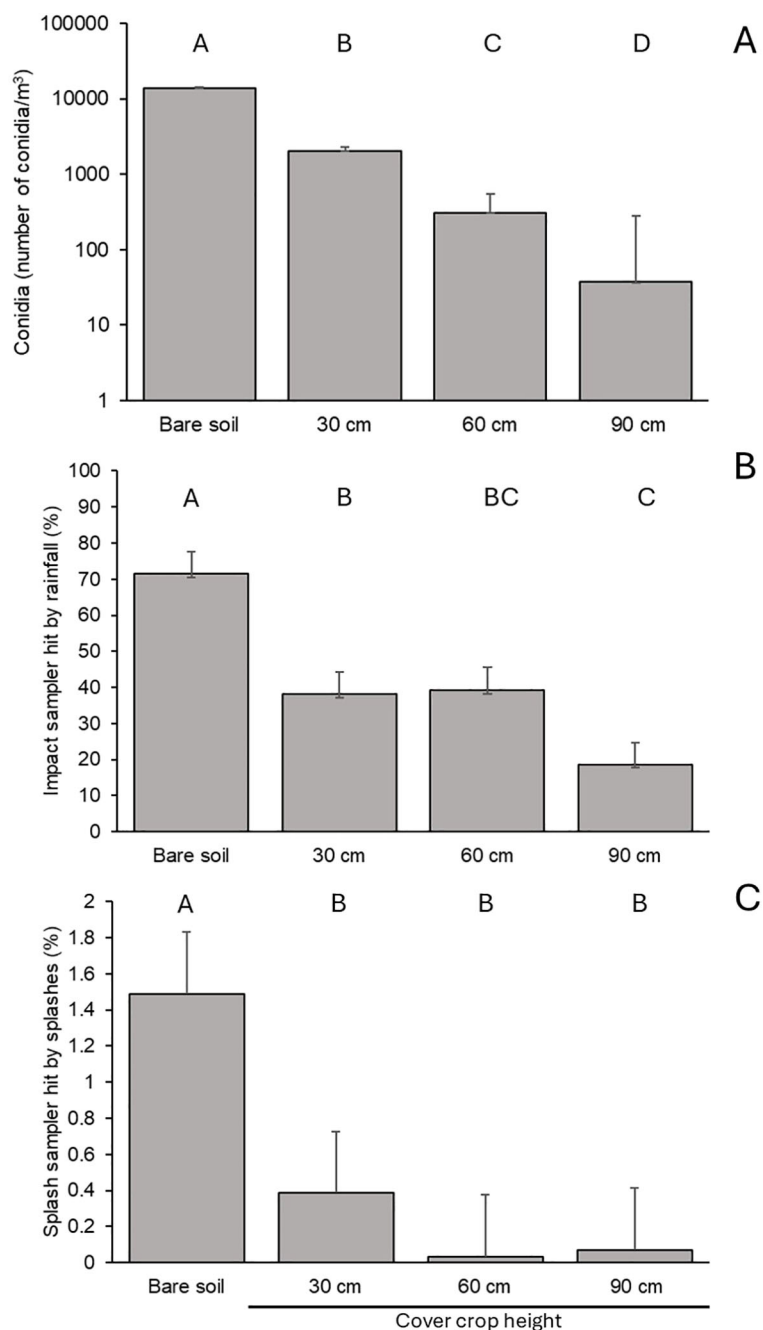 A
Conidia (number of conidia/m³)
100000
10000
1000
100
10
1
A B C D
Bare soil 30 cm 60 cm 90 cm
B
Impact sampler hit by rainfall (%)
100
90
80
70
60
50
40
30
20
10
0
A B BC C
Bare soil 30 cm 60 cm 90 cm
C
Splash sampler hit by splashes (%)
2
1.8
1.6
1.4
1.2
1
0.8
0.6
0.4
0.2
0
A B B B
Bare soil 30 cm 60 cm 90 cm
Cover crop height